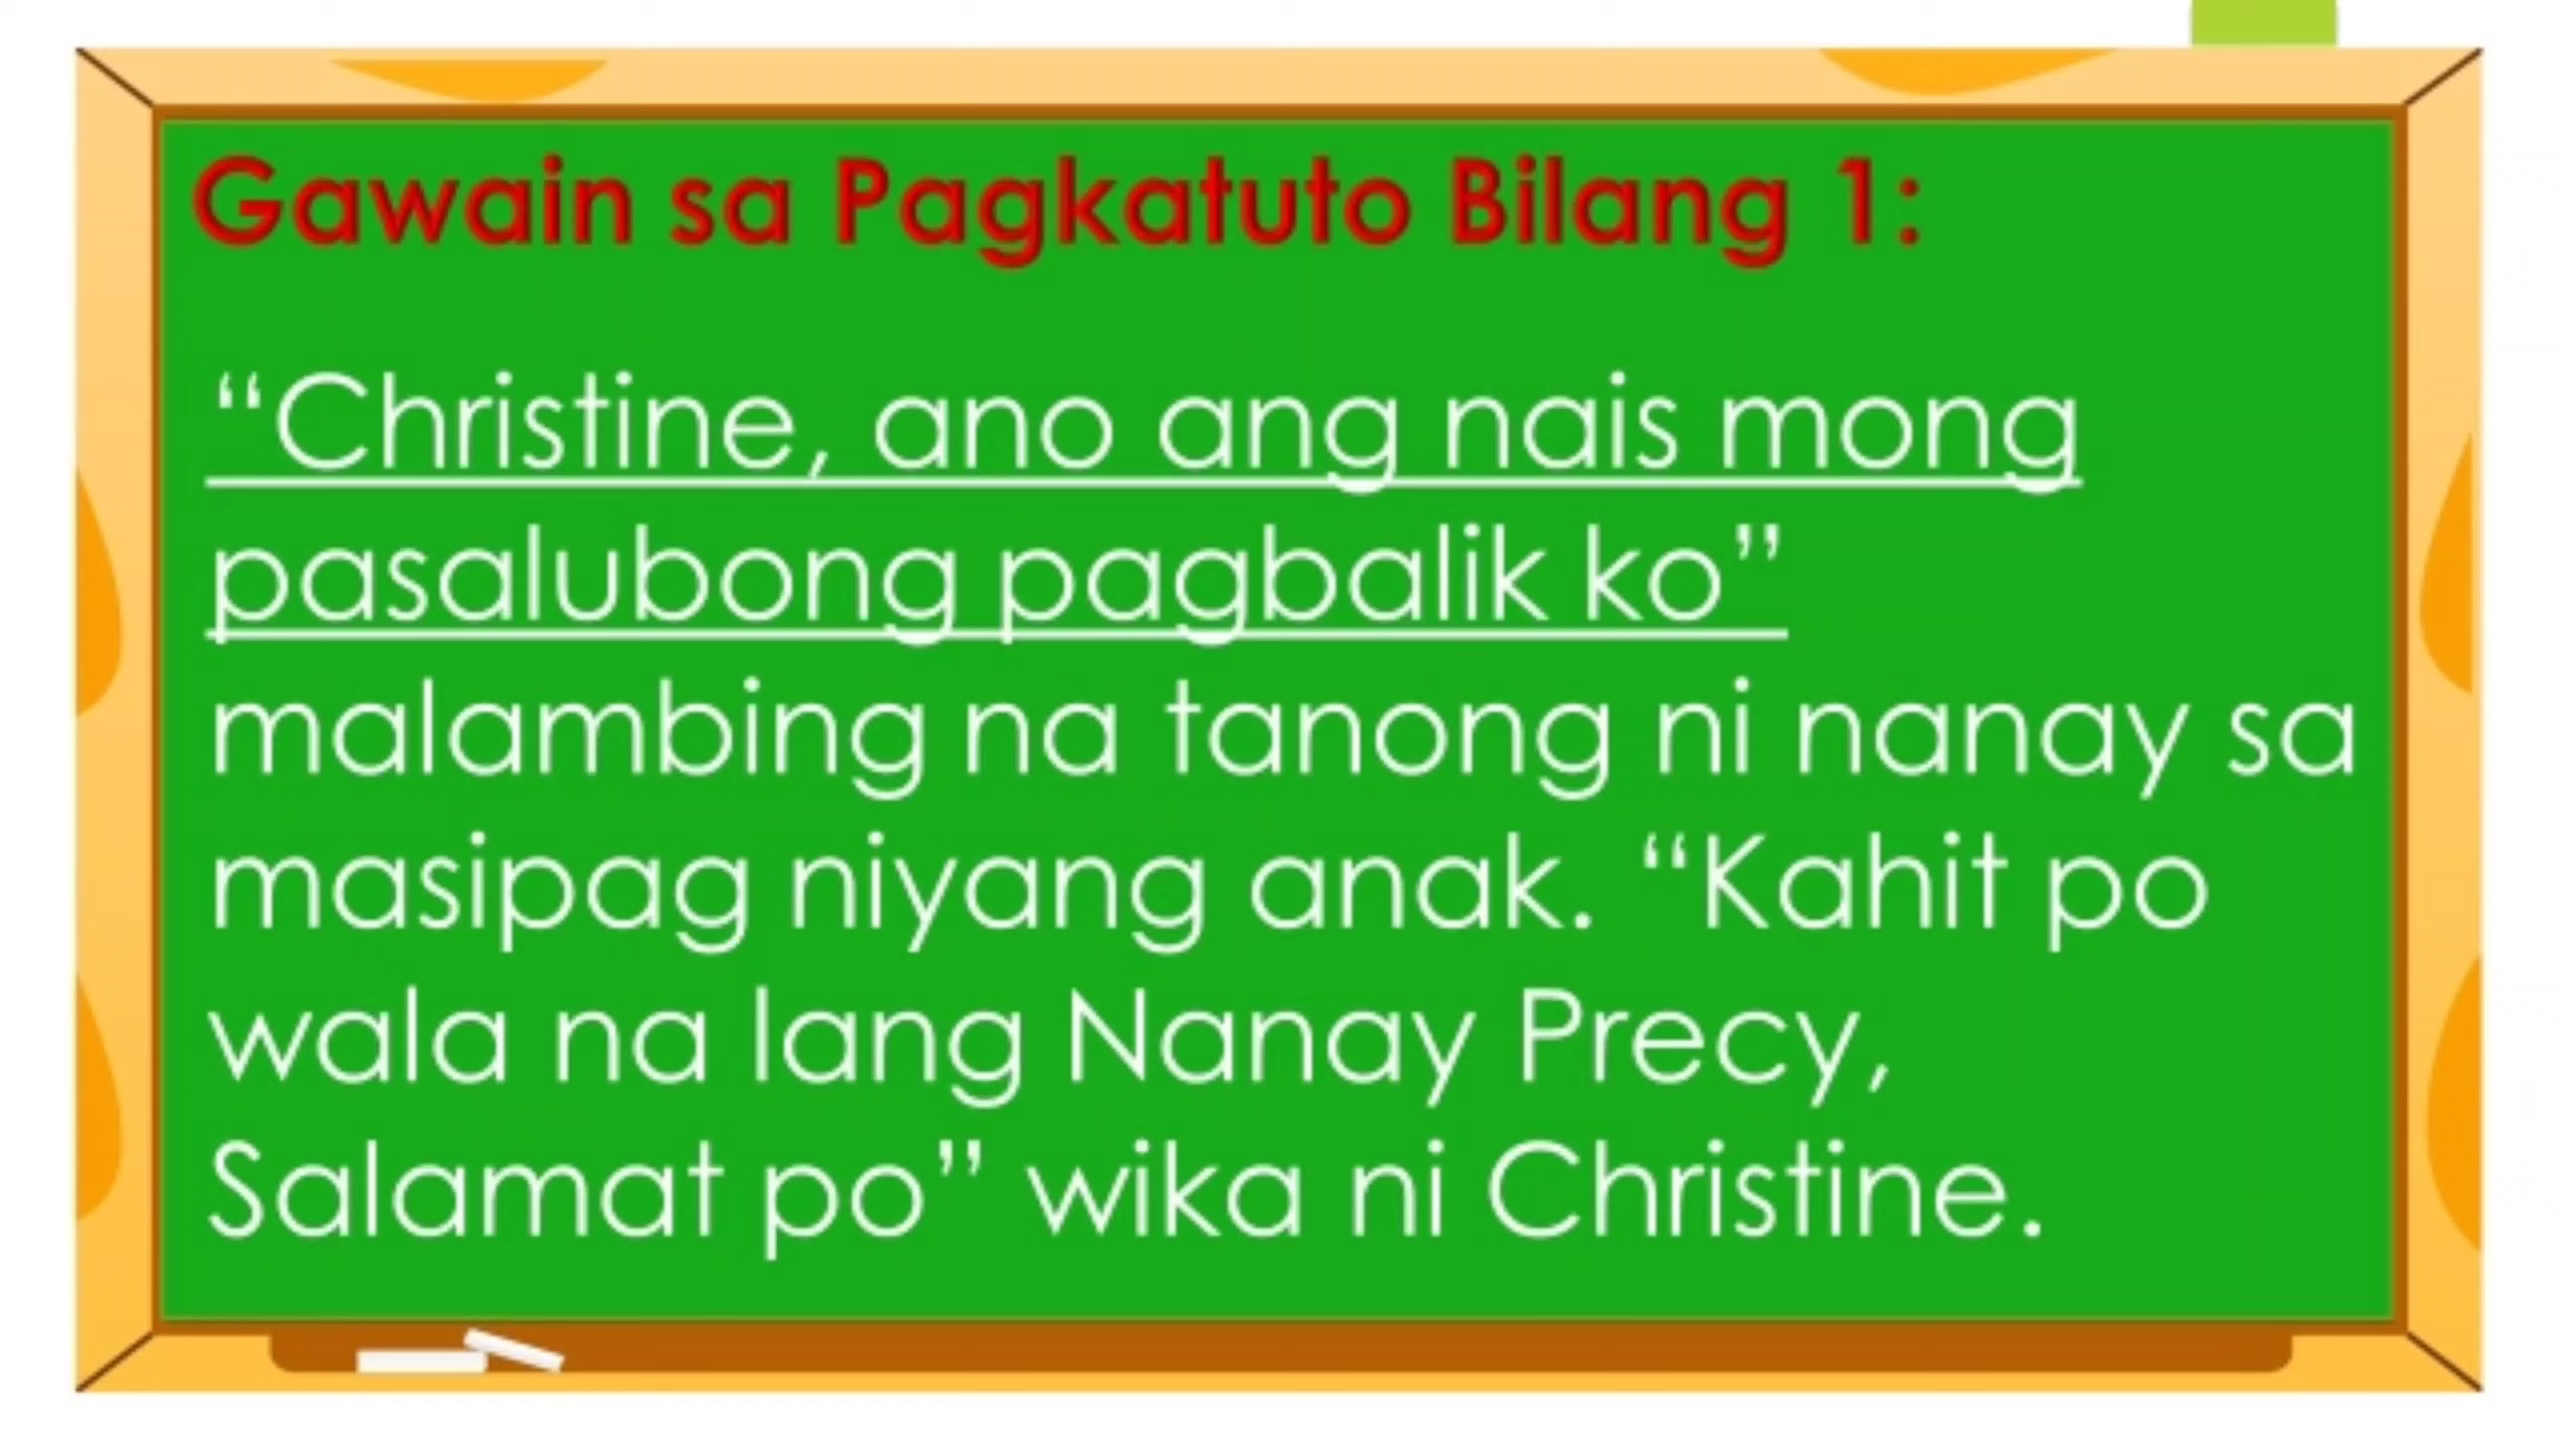 Gawain sa Pagkatuto Bilang 1:
“Christine, ano ang nais mong
pasalubong pagbalik ko”
malambing na tanong ni nanay sa
masipag niyang anak. “Kahit po
wala na lang Nanay Precy,
Salamat po” wika ni Christine.